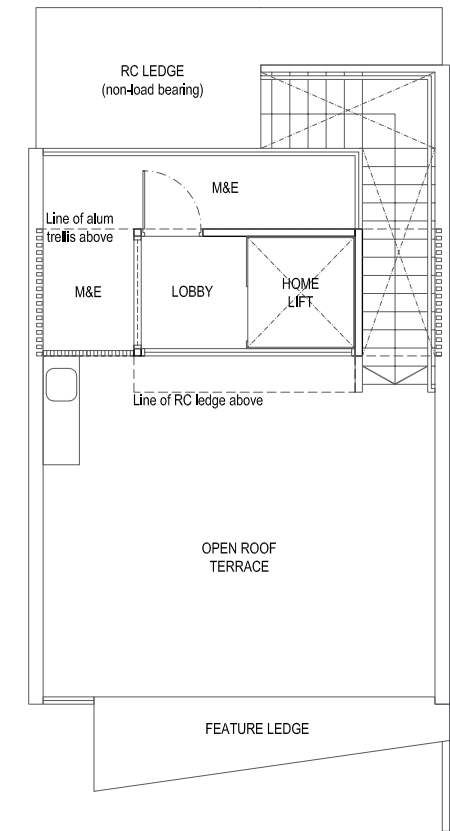 RC LEDGE
(non-load bearing)
M&E
Line of alum
trellis above
M&E
LOBBY
HOME
LIFT
Line of RC ledge above
OPEN ROOF
TERRACE
FEATURE LEDGE